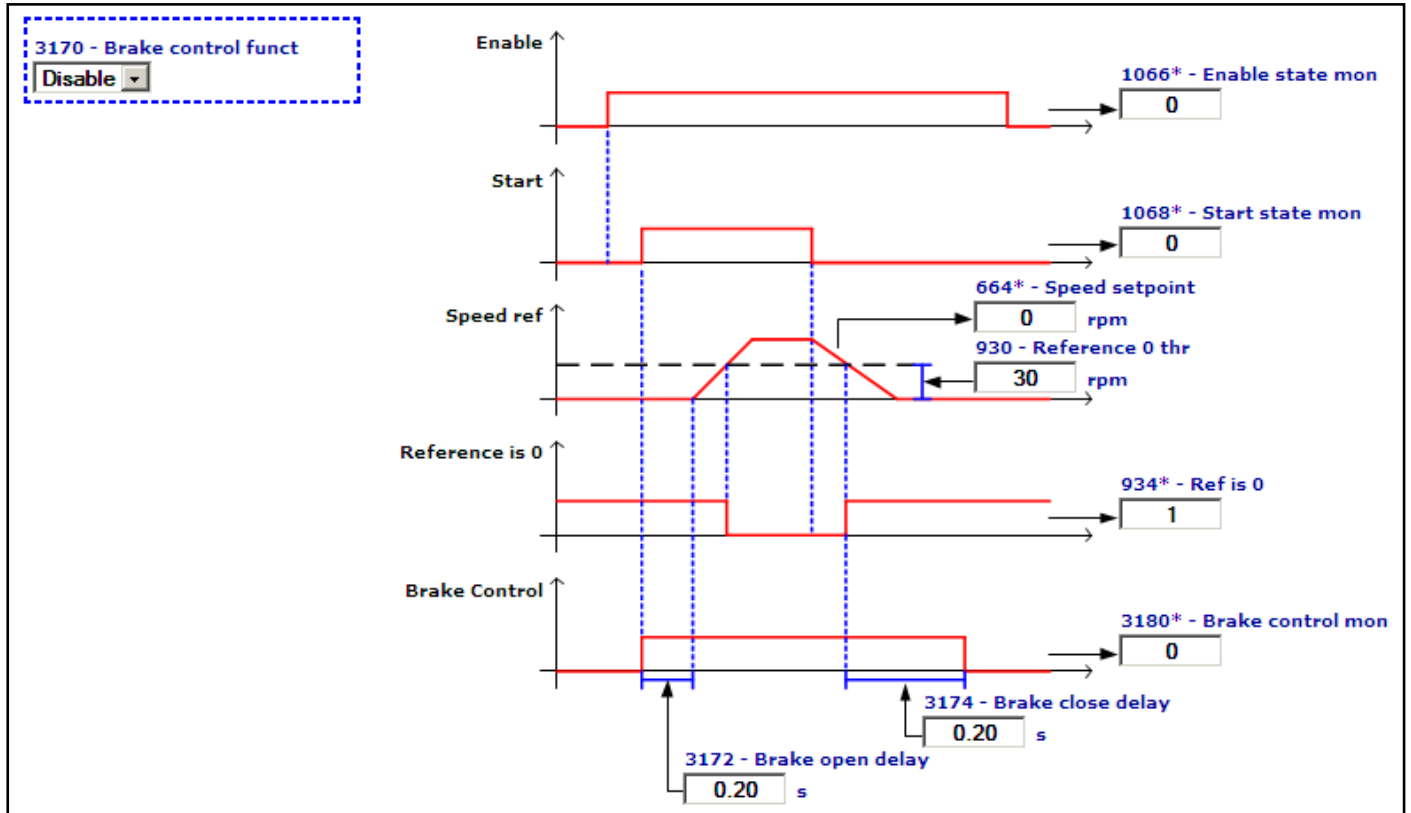 3170 - Brake control funct
Disable
Enable
1066* - Enable state mon
0
Start
1068* - Start state mon
0
664* - Speed setpoint
Speed ref
0 rpm
930 - Reference 0 thr
30 rpm
Reference is 0
934* - Ref is 0
1
Brake Control
3180* - Brake control mon
0
3174 - Brake close delay
0.20 s
3172 - Brake open delay
0.20 s